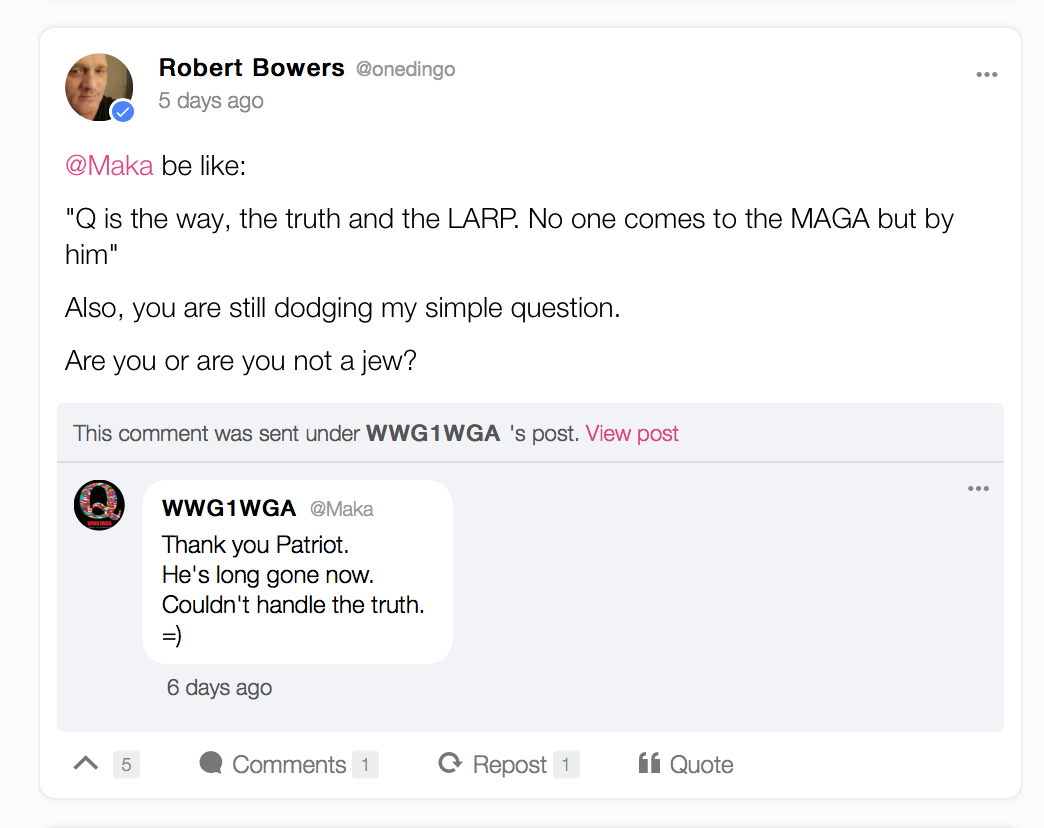 Robert Bowers @onedingo
5 days ago
@Maka be like:
"Q is the way, the truth and the LARP. No one comes to the MAGA but by
him"
Also, you are still dodging my simple question.
Are you or are you not a jew?
This comment was sent under WWG1WGA 's post. View post
WWG1WGA @Maka
Thank you Patriot.
He's long gone now.
Couldn't handle the truth.
=)
6 days ago
5 Comments 1 Repost 1 Quote
Q
WWG1WGA